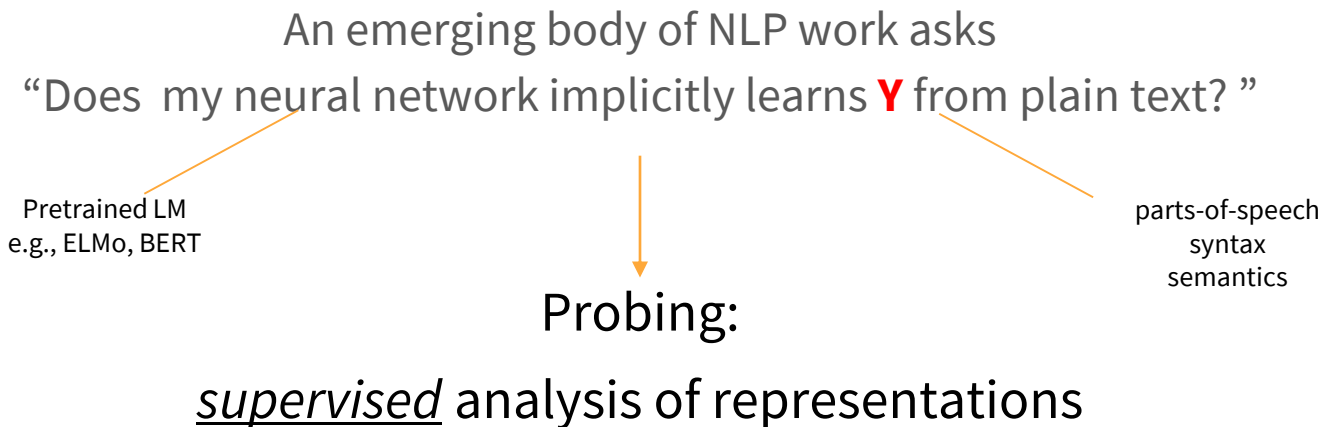 An emerging body of NLP work asks
“Does my neural network implicitly learns Y from plain text? ”
Pretrained LM
e.g., ELMo, BERT
parts-of-speech
syntax
semantics
Probing:
supervised analysis of representations